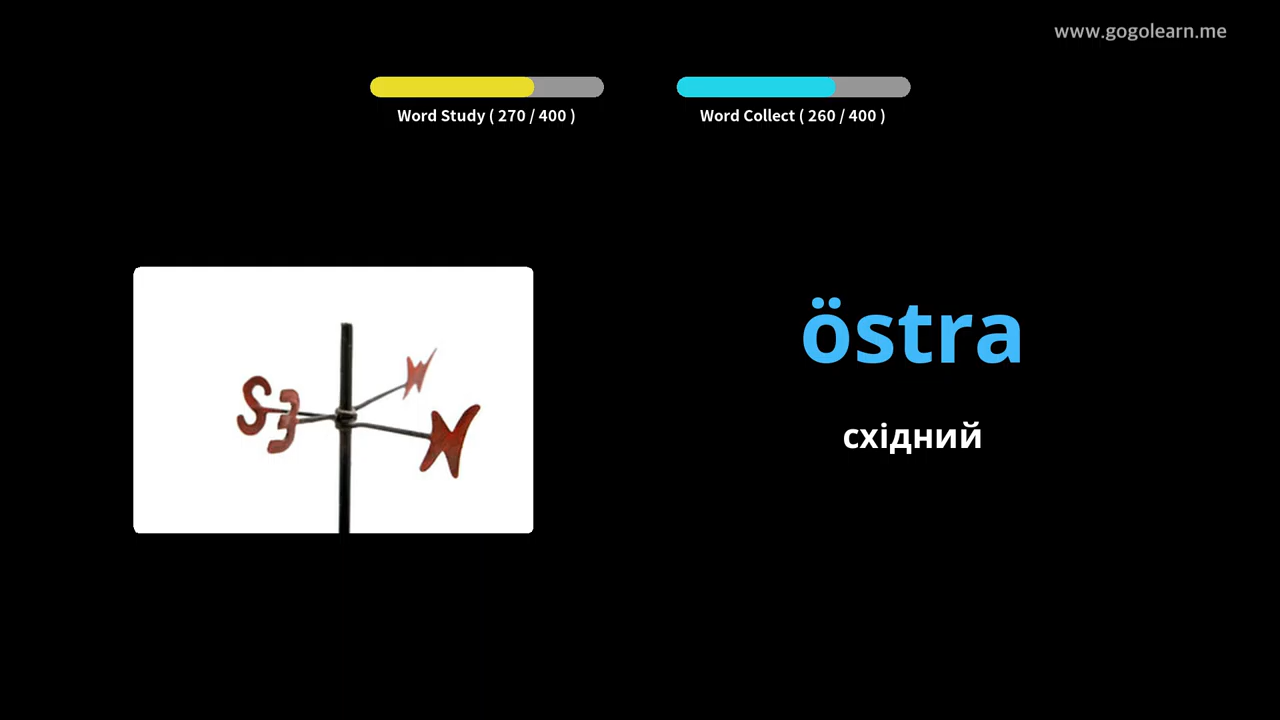 www.gogolearn.me
Word Study ( 270 / 400 )
Word Collect ( 260 / 400 )
östra
східний
S E N W